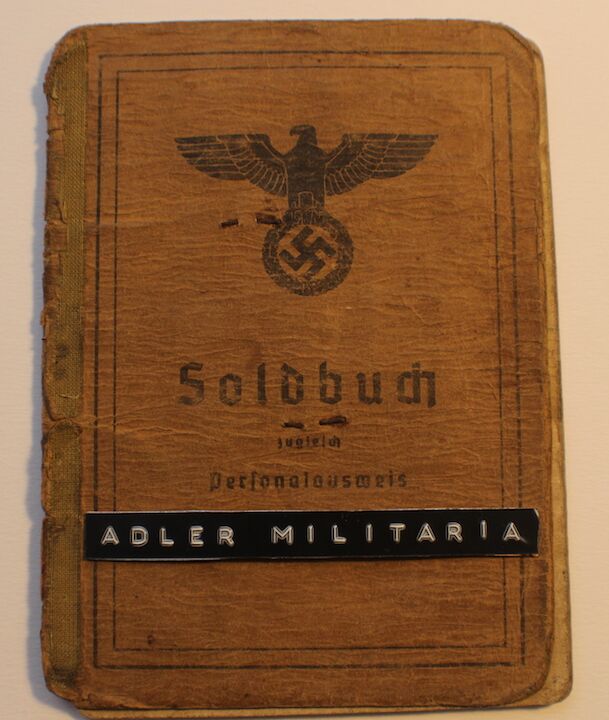 Soldbuch
zugleich
Personalausweis
ADLER MILITARIA